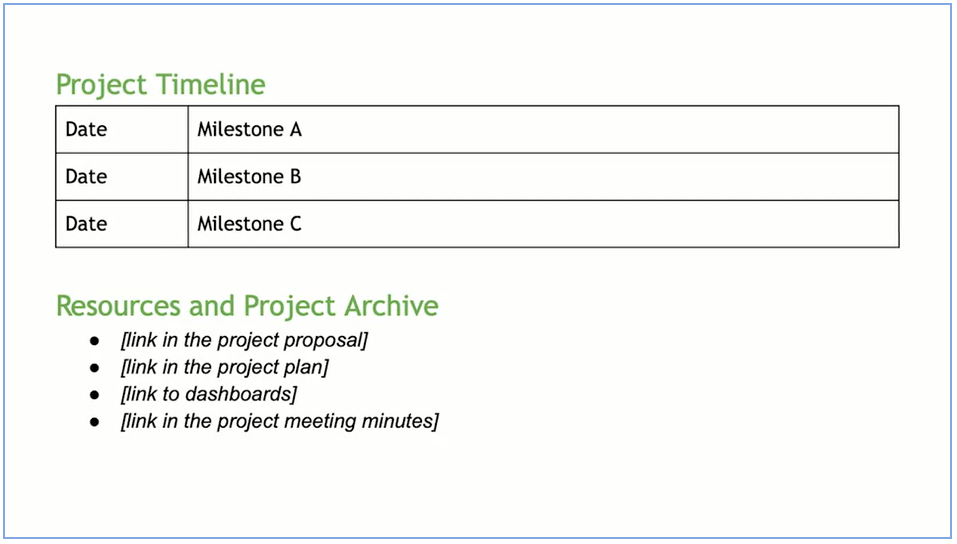 Project Timeline
Date Milestone A
Date Milestone B
Date Milestone C
Resources and Project Archive
● [link in the project proposal]
● [link in the project plan]
● [link to dashboards]
● [link in the project meeting minutes]